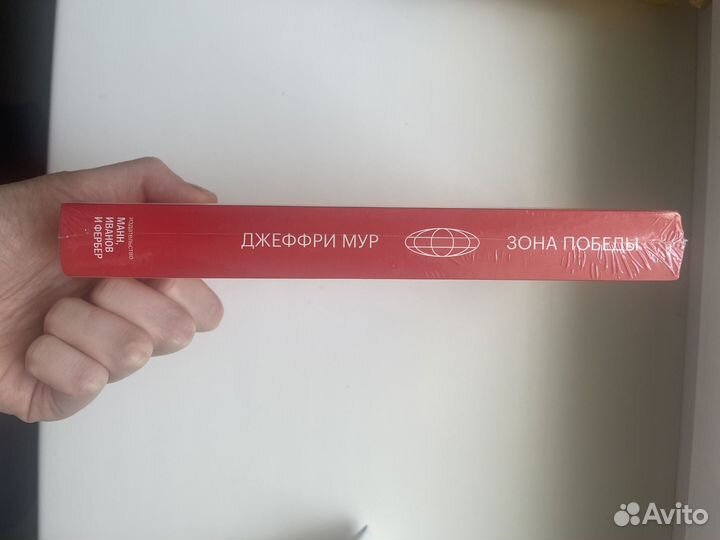 издательство
МАНН,
ИВАНОВ
И ФЕРБЕР
ДЖЕФФРИ МУР
ЗОНА ПОБЕДЫ
Avito